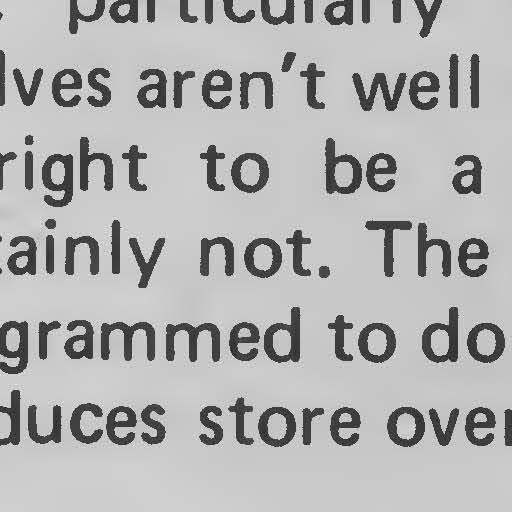 particularly
lves aren't well
right to be a
tainly not. The
grammed to do
duces store over